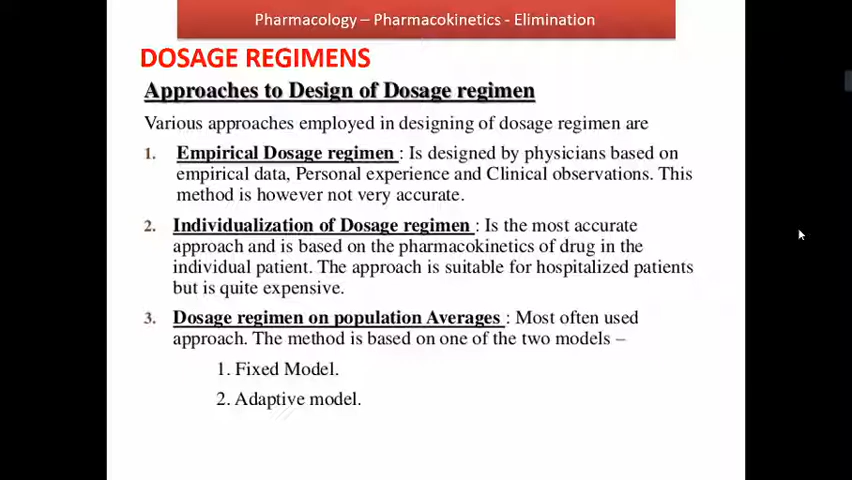 Pharmacology – Pharmacokinetics - Elimination
DOSAGE REGIMENS
Approaches to Design of Dosage regimen
Various approaches employed in designing of dosage regimen are
1. Empirical Dosage regimen : Is designed by physicians based on
empirical data, Personal experience and Clinical observations. This
method is however not very accurate.
2. Individualization of Dosage regimen : Is the most accurate
approach and is based on the pharmacokinetics of drug in the
individual patient. The approach is suitable for hospitalized patients
but is quite expensive.
3. Dosage regimen on population Averages : Most often used
approach. The method is based on one of the two models –
1. Fixed Model.
2. Adaptive model.